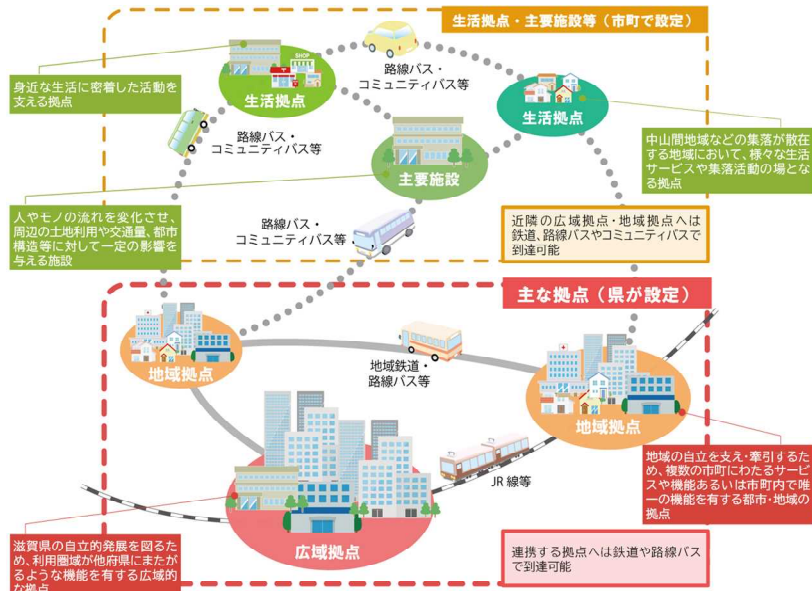 生活拠点・主要施設等（市町で設定）
身近な生活に密着した活動を
支える拠点
SHOP
生活拠点
路線バス・
コミュニティバス等
生活拠点
路線バス・
コミュニティバス等
主要施設
中山間地域などの集落が散在
する地域において、様々な生活
サービスや集落活動の場とな
る拠点
人やモノの流れを変化させ、
周辺の土地利用や交通量、都市
構造等に対して一定の影響を
与える施設
路線バス・
コミュニティバス等
近隣の広域拠点・地域拠点へは
鉄道、路線バスやコミュニティバスで
到達可能
主な拠点（県が設定）
地域拠点
地域鉄道・
路線バス等
地域拠点
JR 線等
広域拠点
地域の自立を支え・牽引するた
め、複数の市町にわたるサービ
スや機能あるいは市町内で唯
一の機能を有する都市・地域の
拠点
滋賀県の自立的発展を図るた
め、利用圏域が他府県にまたが
るような機能を有する広域的
な拠点
連携する拠点へは鉄道や路線バス
で到達可能